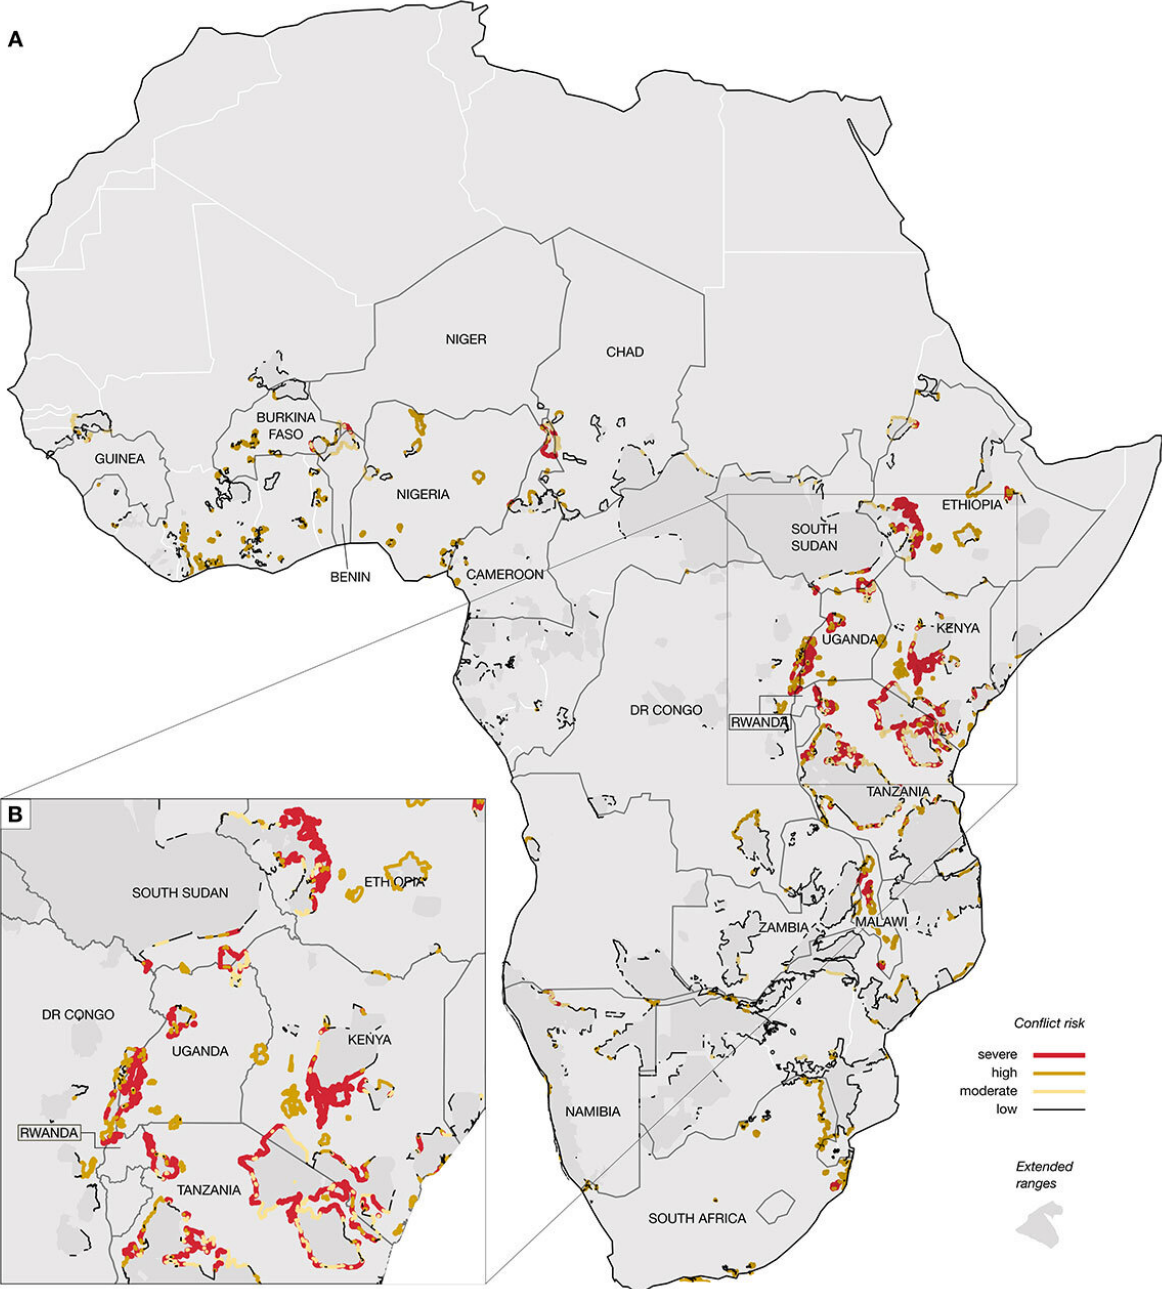 A
NIGER
CHAD
BURKINA
FASO
GUINEA
NIGERIA
ETHIOPIA
SOUTH
SUDAN
BENIN
CAMEROON
UGANDA
KENYA
DR CONGO
RWANDA
TANZANIA
B
SOUTH SUDAN
ETHIOPIA
ZAMBIA
MALAWI
DR CONGO
UGANDA
KENYA
Conflict risk
severe
high
moderate
low
NAMIBIA
RWANDA
Extended
ranges
TANZANIA
SOUTH AFRICA